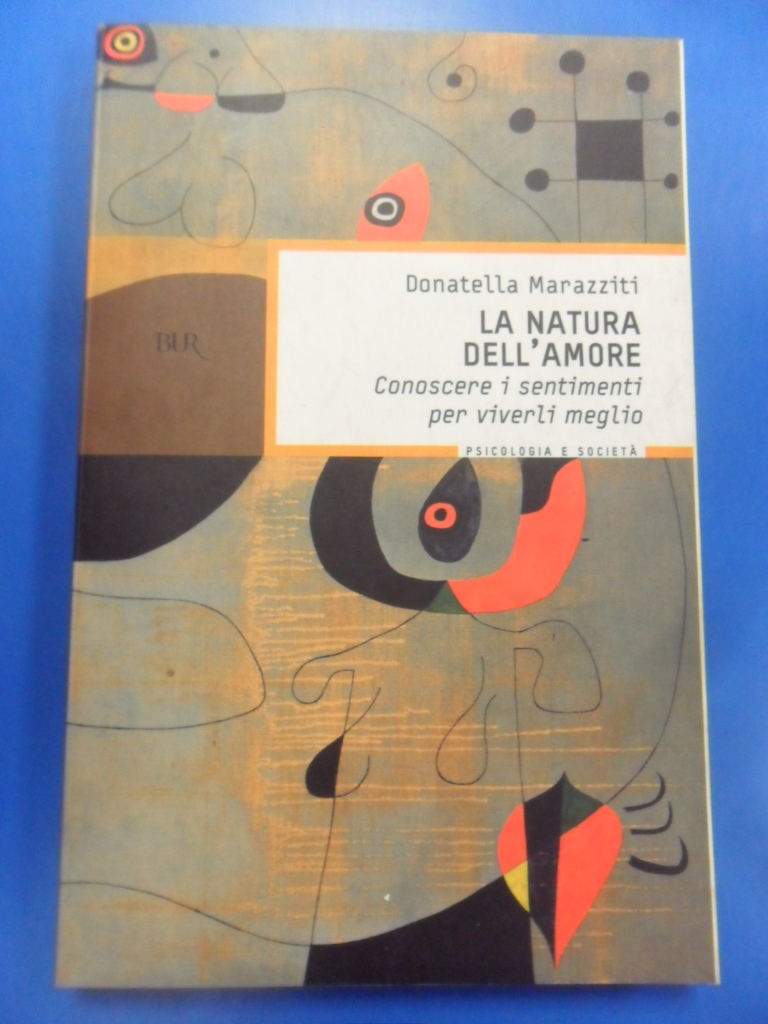 Donatella Marazziti
LA NATURA
DELL'AMORE
Conoscere i sentimenti
per viverli meglio
PSICOLOGIA E SOCIETÀ
BUR